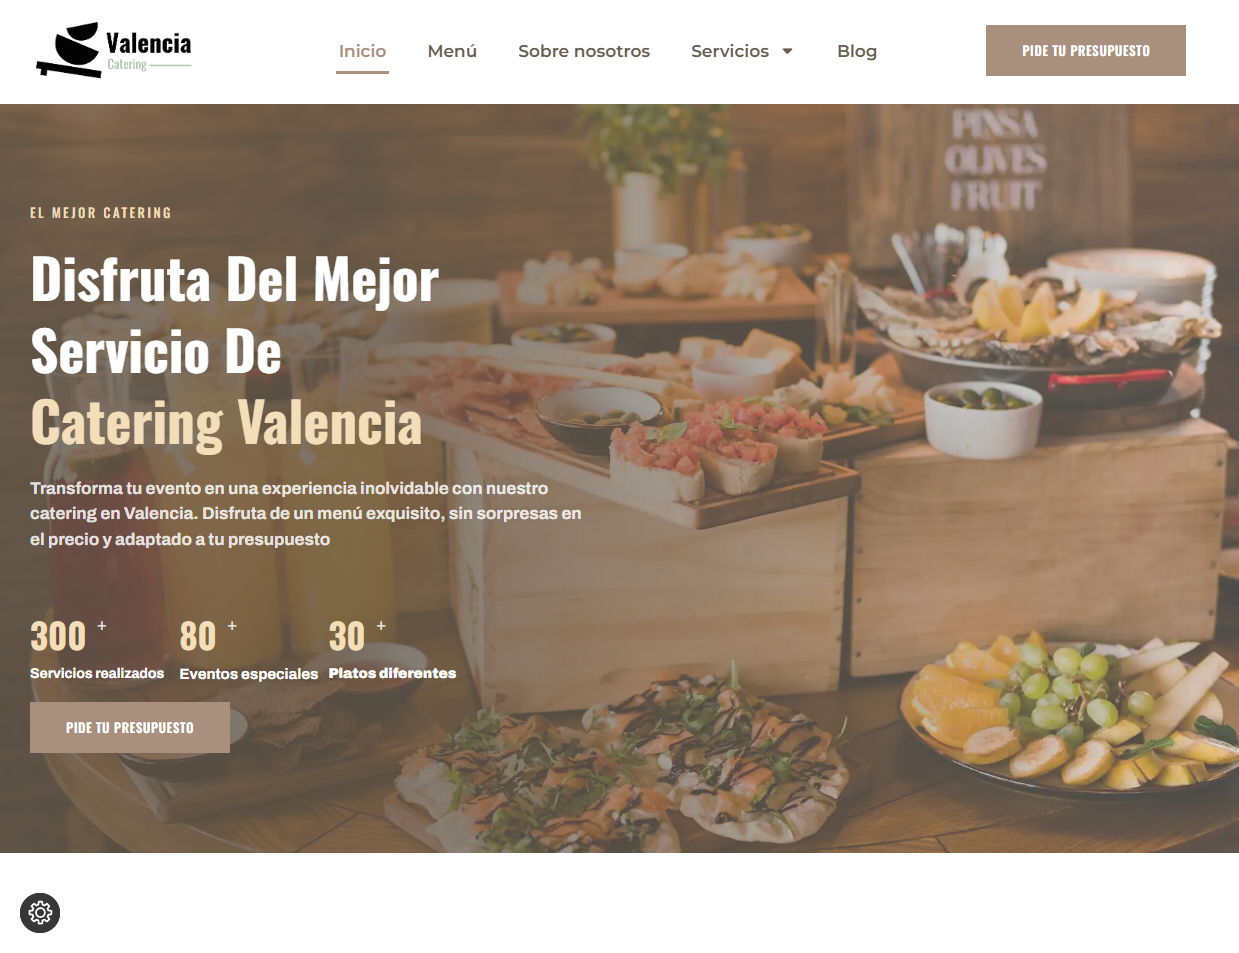 Valencia
Catering
Inicio
Menú
Sobre nosotros
Servicios
Blog
PIDE TU PRESUPUESTO
PINSA
OLIVES
FRUIT
EL MEJOR CATERING
Disfruta Del Mejor
Servicio De
Catering Valencia
Transforma tu evento en una experiencia inolvidable con nuestro
catering en Valencia. Disfruta de un menú exquisito, sin sorpresas en
el precio y adaptado a tu presupuesto
300 +
80 +
30 +
Servicios realizados
Eventos especiales
Platos diferentes
PIDE TU PRESUPUESTO